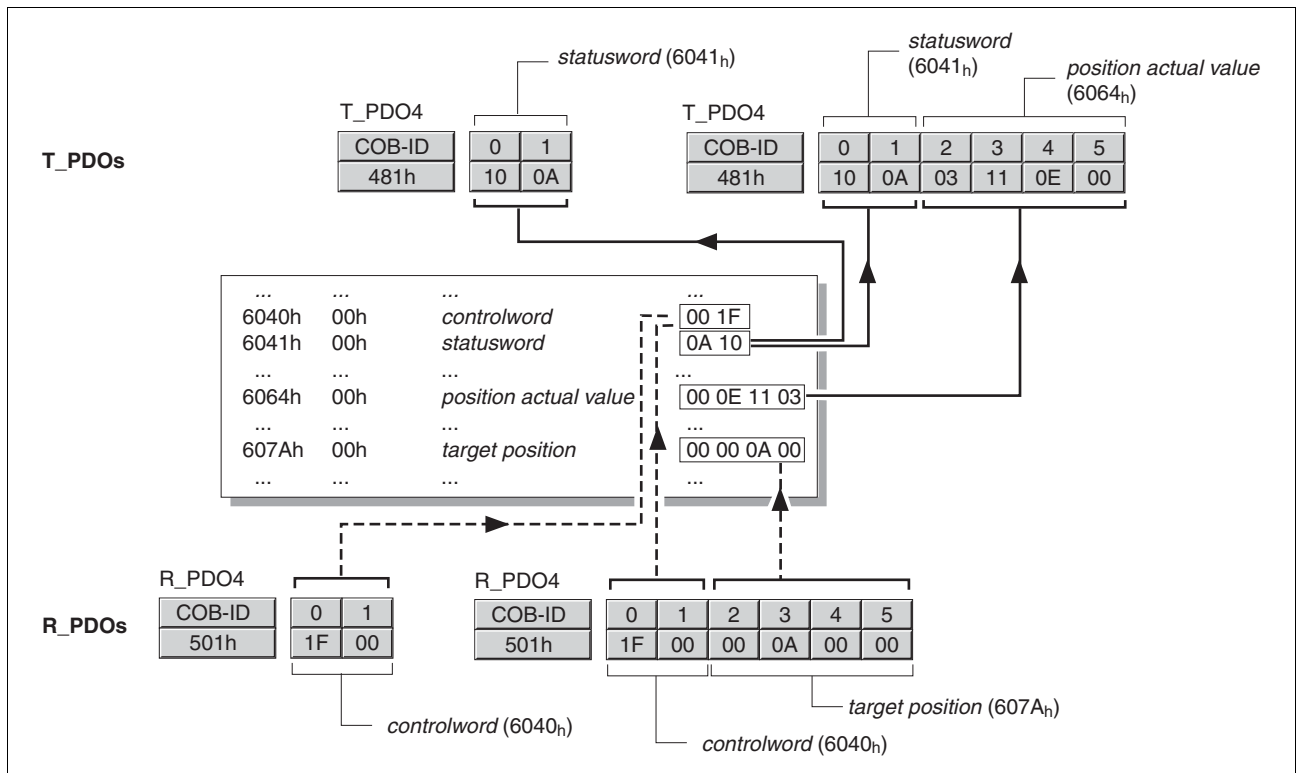 statusword (6041h)
statusword
(6041h)
position actual value
(6064h)
T_PDOs
T_PDO4
COB-ID 0 1
481h 10 0A
T_PDO4
COB-ID 0 1 2 3 4 5
481h 10 0A 03 11 0E 00
... ... ... ...
6040h 00h controlword 00 1F
6041h 00h statusword 0A 10
... ... ... ...
6064h 00h position actual value 00 0E 11 03
... ... ... ...
607Ah 00h target position 00 00 0A 00
... ... ... ...
R_PDOs
R_PDO4
COB-ID 0 1
501h 1F 00
R_PDO4
COB-ID 0 1 2 3 4 5
501h 1F 00 00 0A 00 00
controlword (6040h)
target position (607Ah)
controlword (6040h)